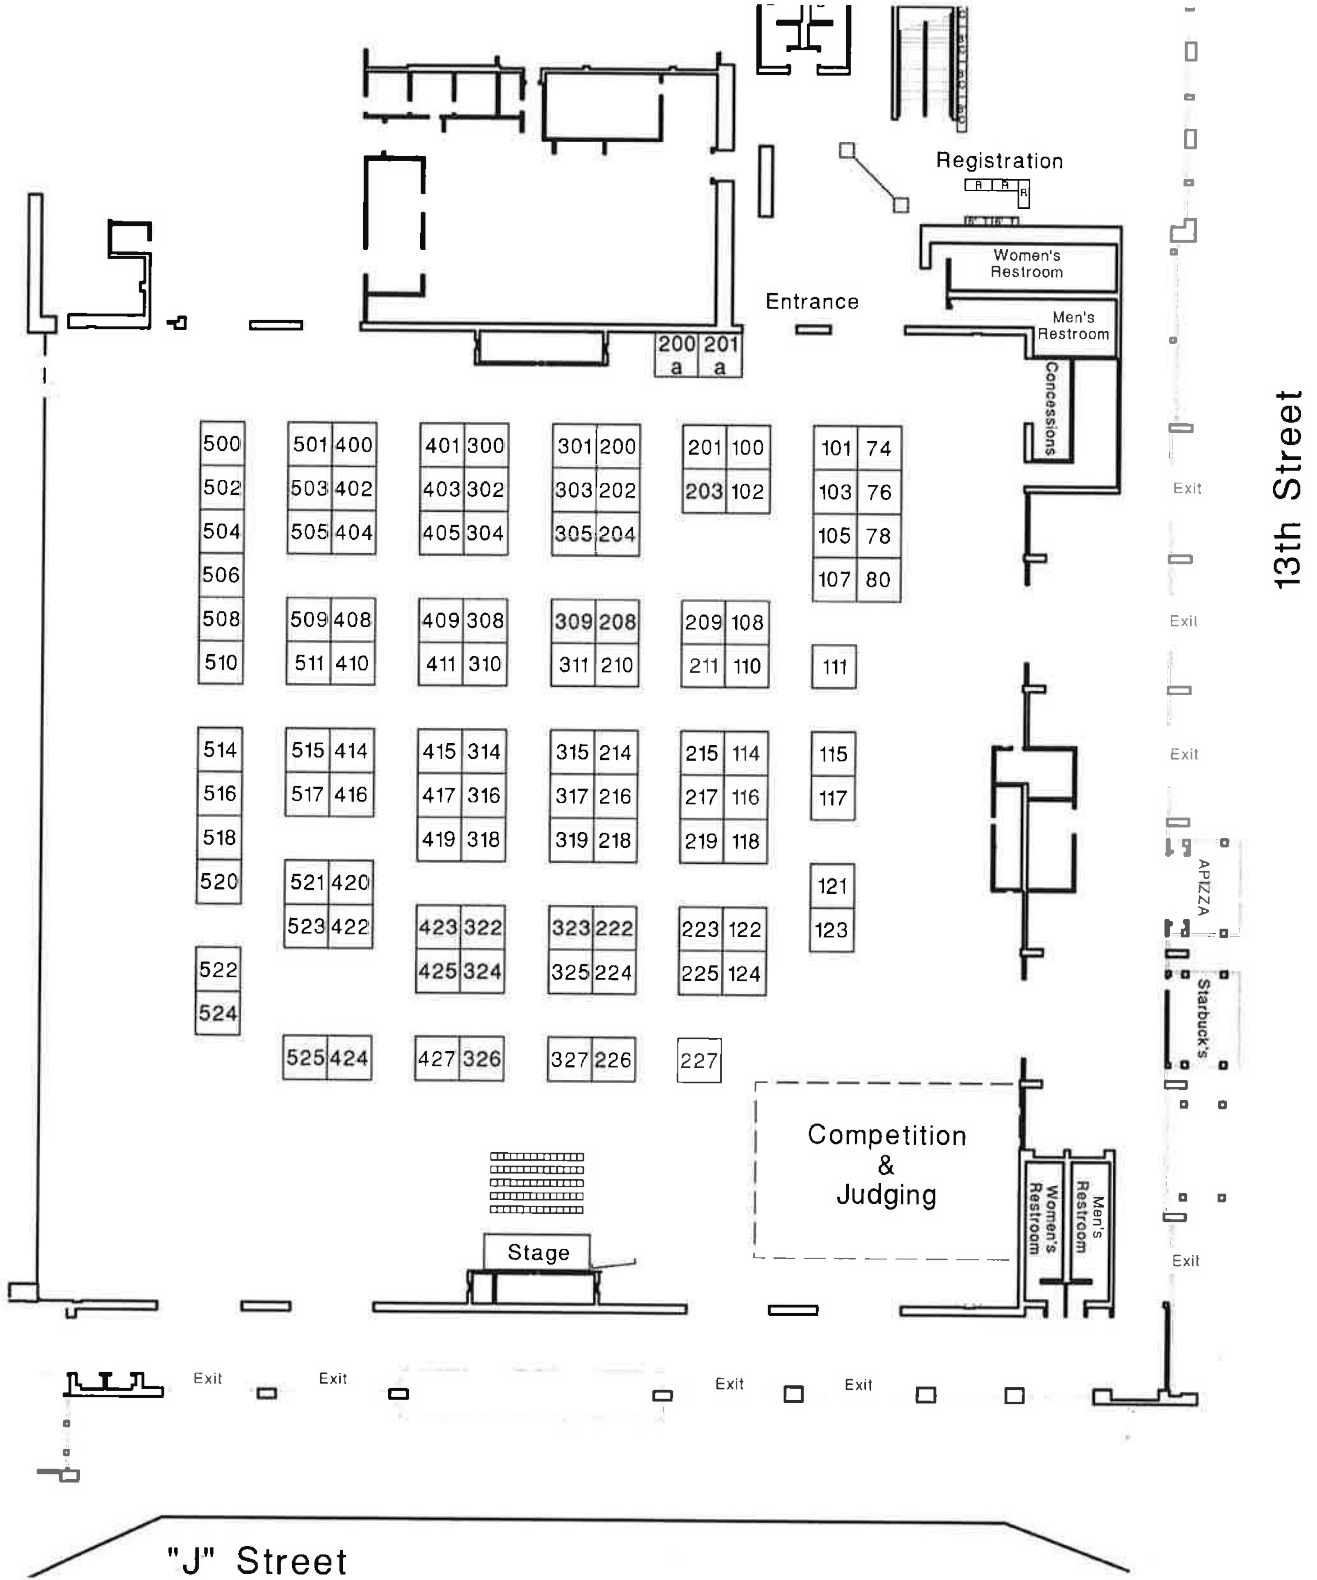 Registration
R R R
Women's
Restroom
Entrance
Men's
Restroom
200 201
a a
Concessions
13th Street
500 501 400 401 300 301 200 201 100 101 74
Exit
502 503 402 403 302 303 202 203 102 103 76
504 505 404 405 304 305 204 105 78
506 107 80
508 509 408 409 308 309 208 209 108
Exit
510 511 410 411 310 311 210 211 110 111
514 515 414 415 314 315 214 215 114 115
Exit
516 517 416 417 316 317 216 217 116 117
518 419 318 319 218 219 118
520 521 420 121
APIZZA
523 422 423 322 323 222 223 122 123
522 425 324 325 224 225 124
524
Starbuck's
525 424 427 326 327 226 227
Competition
&
Judging
Women's
Restroom
Men's
Restroom
Stage
Exit
Exit Exit Exit Exit
"J" Street